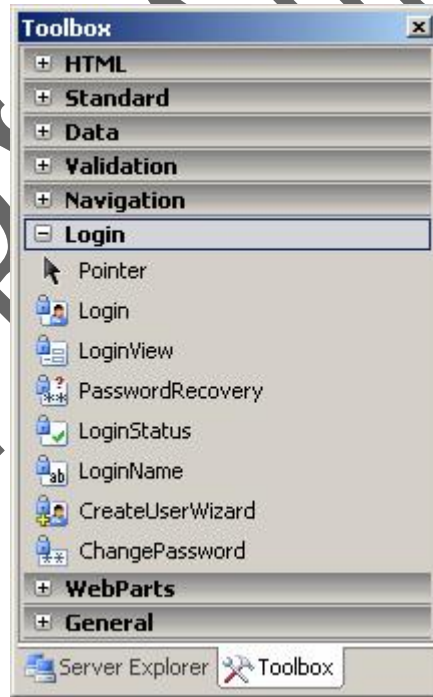 Toolbox
HTML
Standard
Data
Validation
Navigation
Login
Pointer
Login
LoginView
PasswordRecovery
LoginStatus
LoginName
CreateUserWizard
ChangePassword
WebParts
General
Server Explorer Toolbox